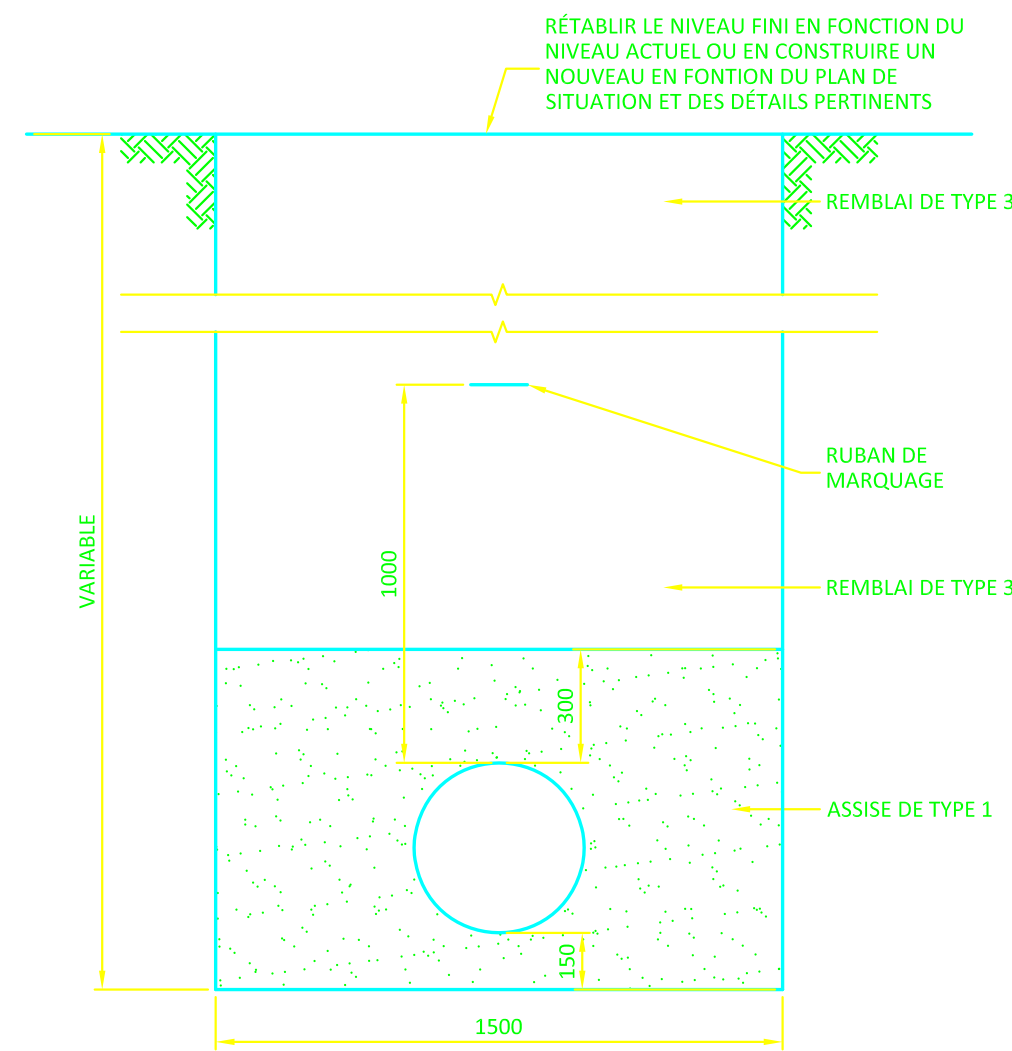 RÉTABLIR LE NIVEAU FINI EN FONCTION DU
NIVEAU ACTUEL OU EN CONSTRUIRE UN
NOUVEAU EN FONTION DU PLAN DE
SITUATION ET DES DÉTAILS PERTINENTS
REMBLAI DE TYPE 3
RUBAN DE
MARQUAGE
VARIABLE
1000
REMBLAI DE TYPE 3
300
ASSISE DE TYPE 1
150
1500